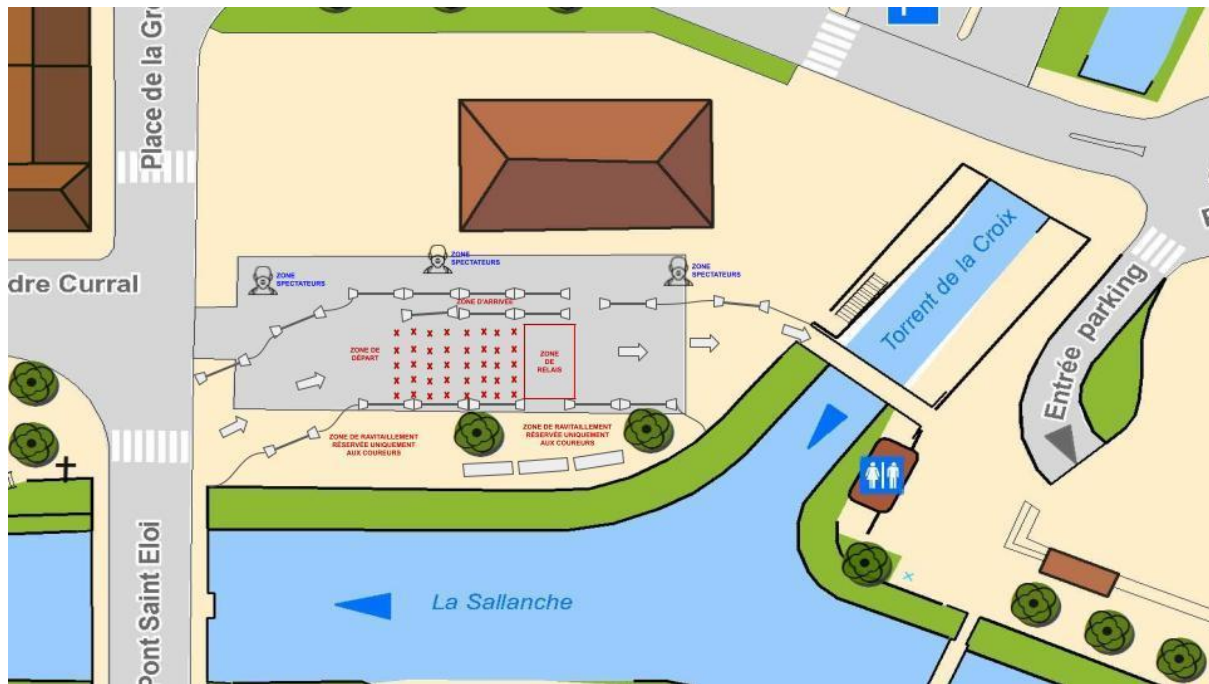 Place de la Gr
dre Curral
ZONE
SPECTATEURS
ZONE
SPECTATEURS
ZONE
SPECTATEURS
ZONE D'ARRIVÉE
ZONE DE
DÉPART
x x x x x x x x
x x x x x x x x
x x x x x x x x
x x x x x x x x
x x x x x x x x
ZONE
DE
RELAIS
ZONE DE RAVITAILLEMENT
RÉSERVÉE UNIQUEMENT
AUX COUREURS
ZONE DE RAVITAILLEMENT
RÉSERVÉE UNIQUEMENT
AUX COUREURS
Torrent de la Croix
Entrée parking
Pont Saint Eloi
La Sallanche